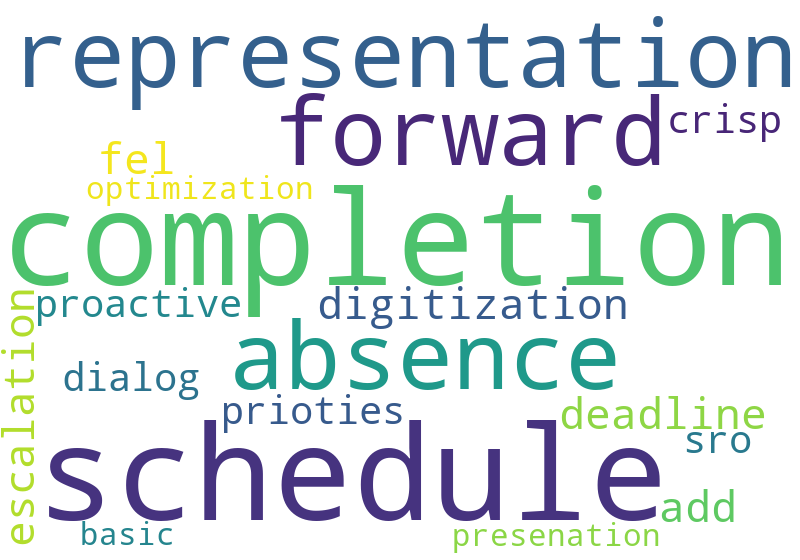 representation
forward
crisp
fel
optimization
completion
proactive
digitization
escalation
absence
dialog
prioties
deadline
schedule
sro
add
basic
presenation